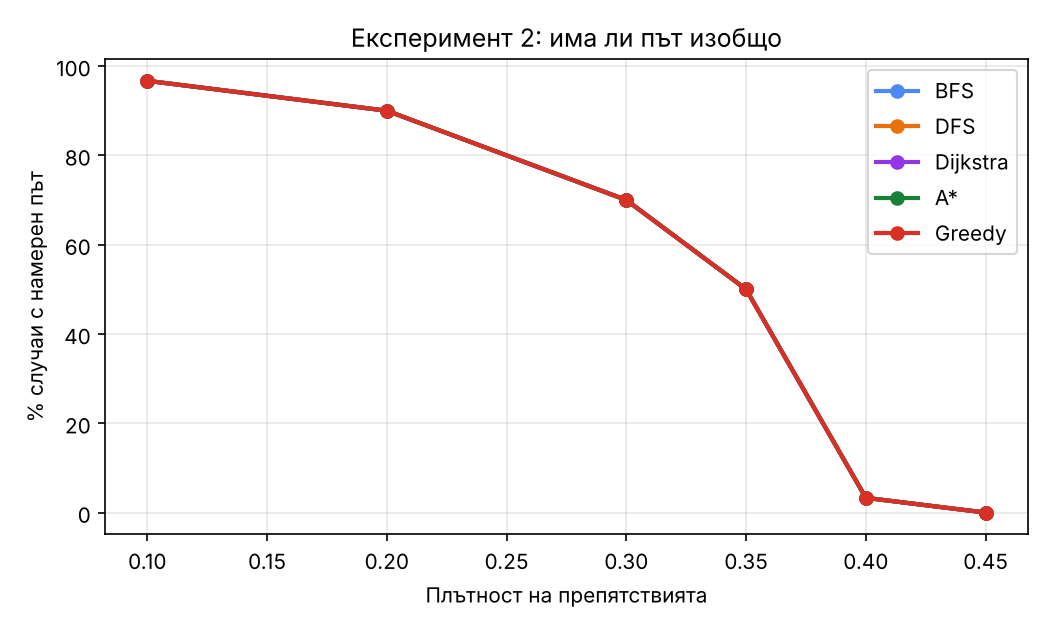 Експеримент 2: има ли път изобщо
% случаи с намерен път
100
80
60
40
20
0
BFS
DFS
Dijkstra
A*
Greedy
0.10 0.15 0.20 0.25 0.30 0.35 0.40 0.45
Плътност на препятствията